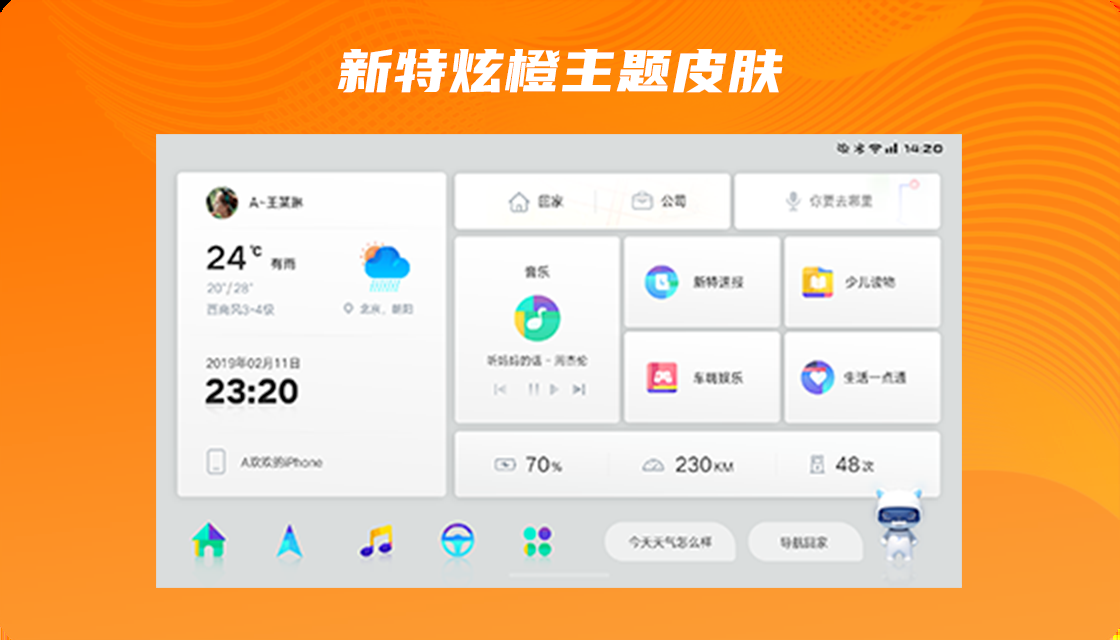 新特炫橙主题皮肤
14:20
A-王某琳
回家
公司
你要去哪里
24℃ 有雨
20°/28°
西南风3-4级
北京，朝阳
2019年02月11日
23:20
A欢欢的iPhone
音乐
听妈妈的话 - 周杰伦
新特速报
少儿读物
车嗨娱乐
生活一点通
70%
230KM
48次
今天天气怎么样
导航回家